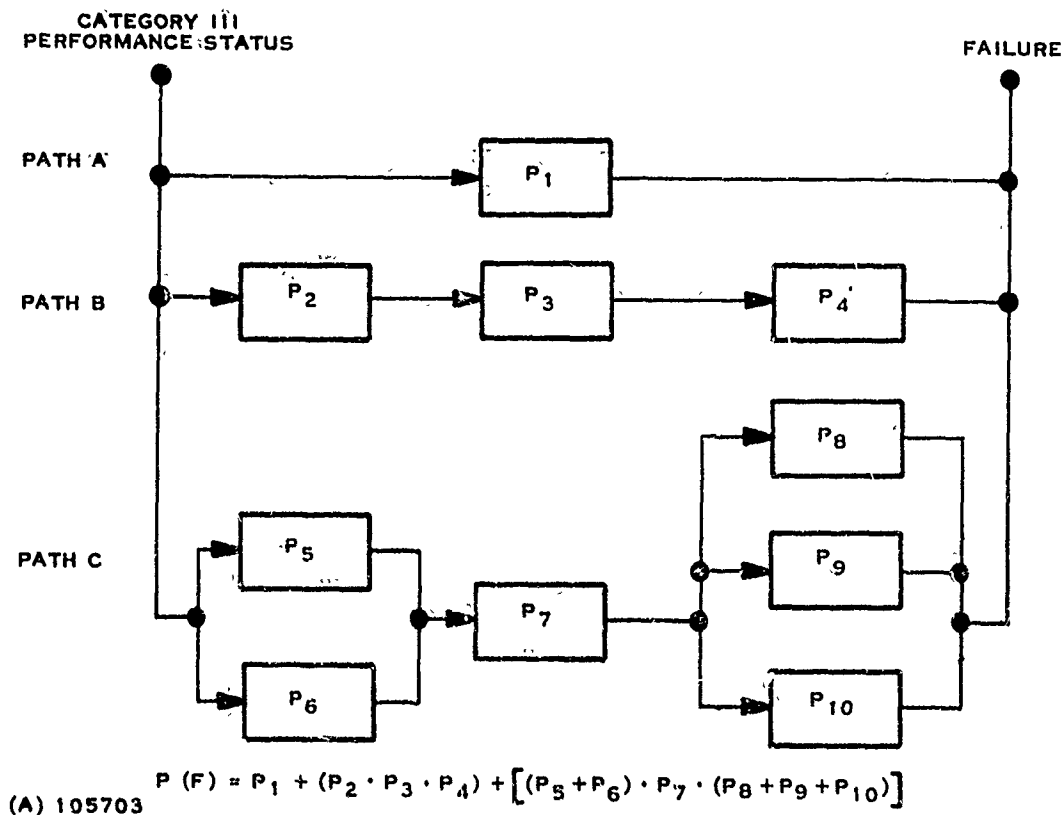 CATEGORY III
PERFORMANCE STATUS
FAILURE
PATH A
P1
PATH B
P2
P3
P4
P8
PATH C
P5
P9
P7
P6
P10
P (F) = P1 + (P2 · P3 · P4) + [(P5+P6) · P7 · (P8+P9+P10)]
(A) 105703